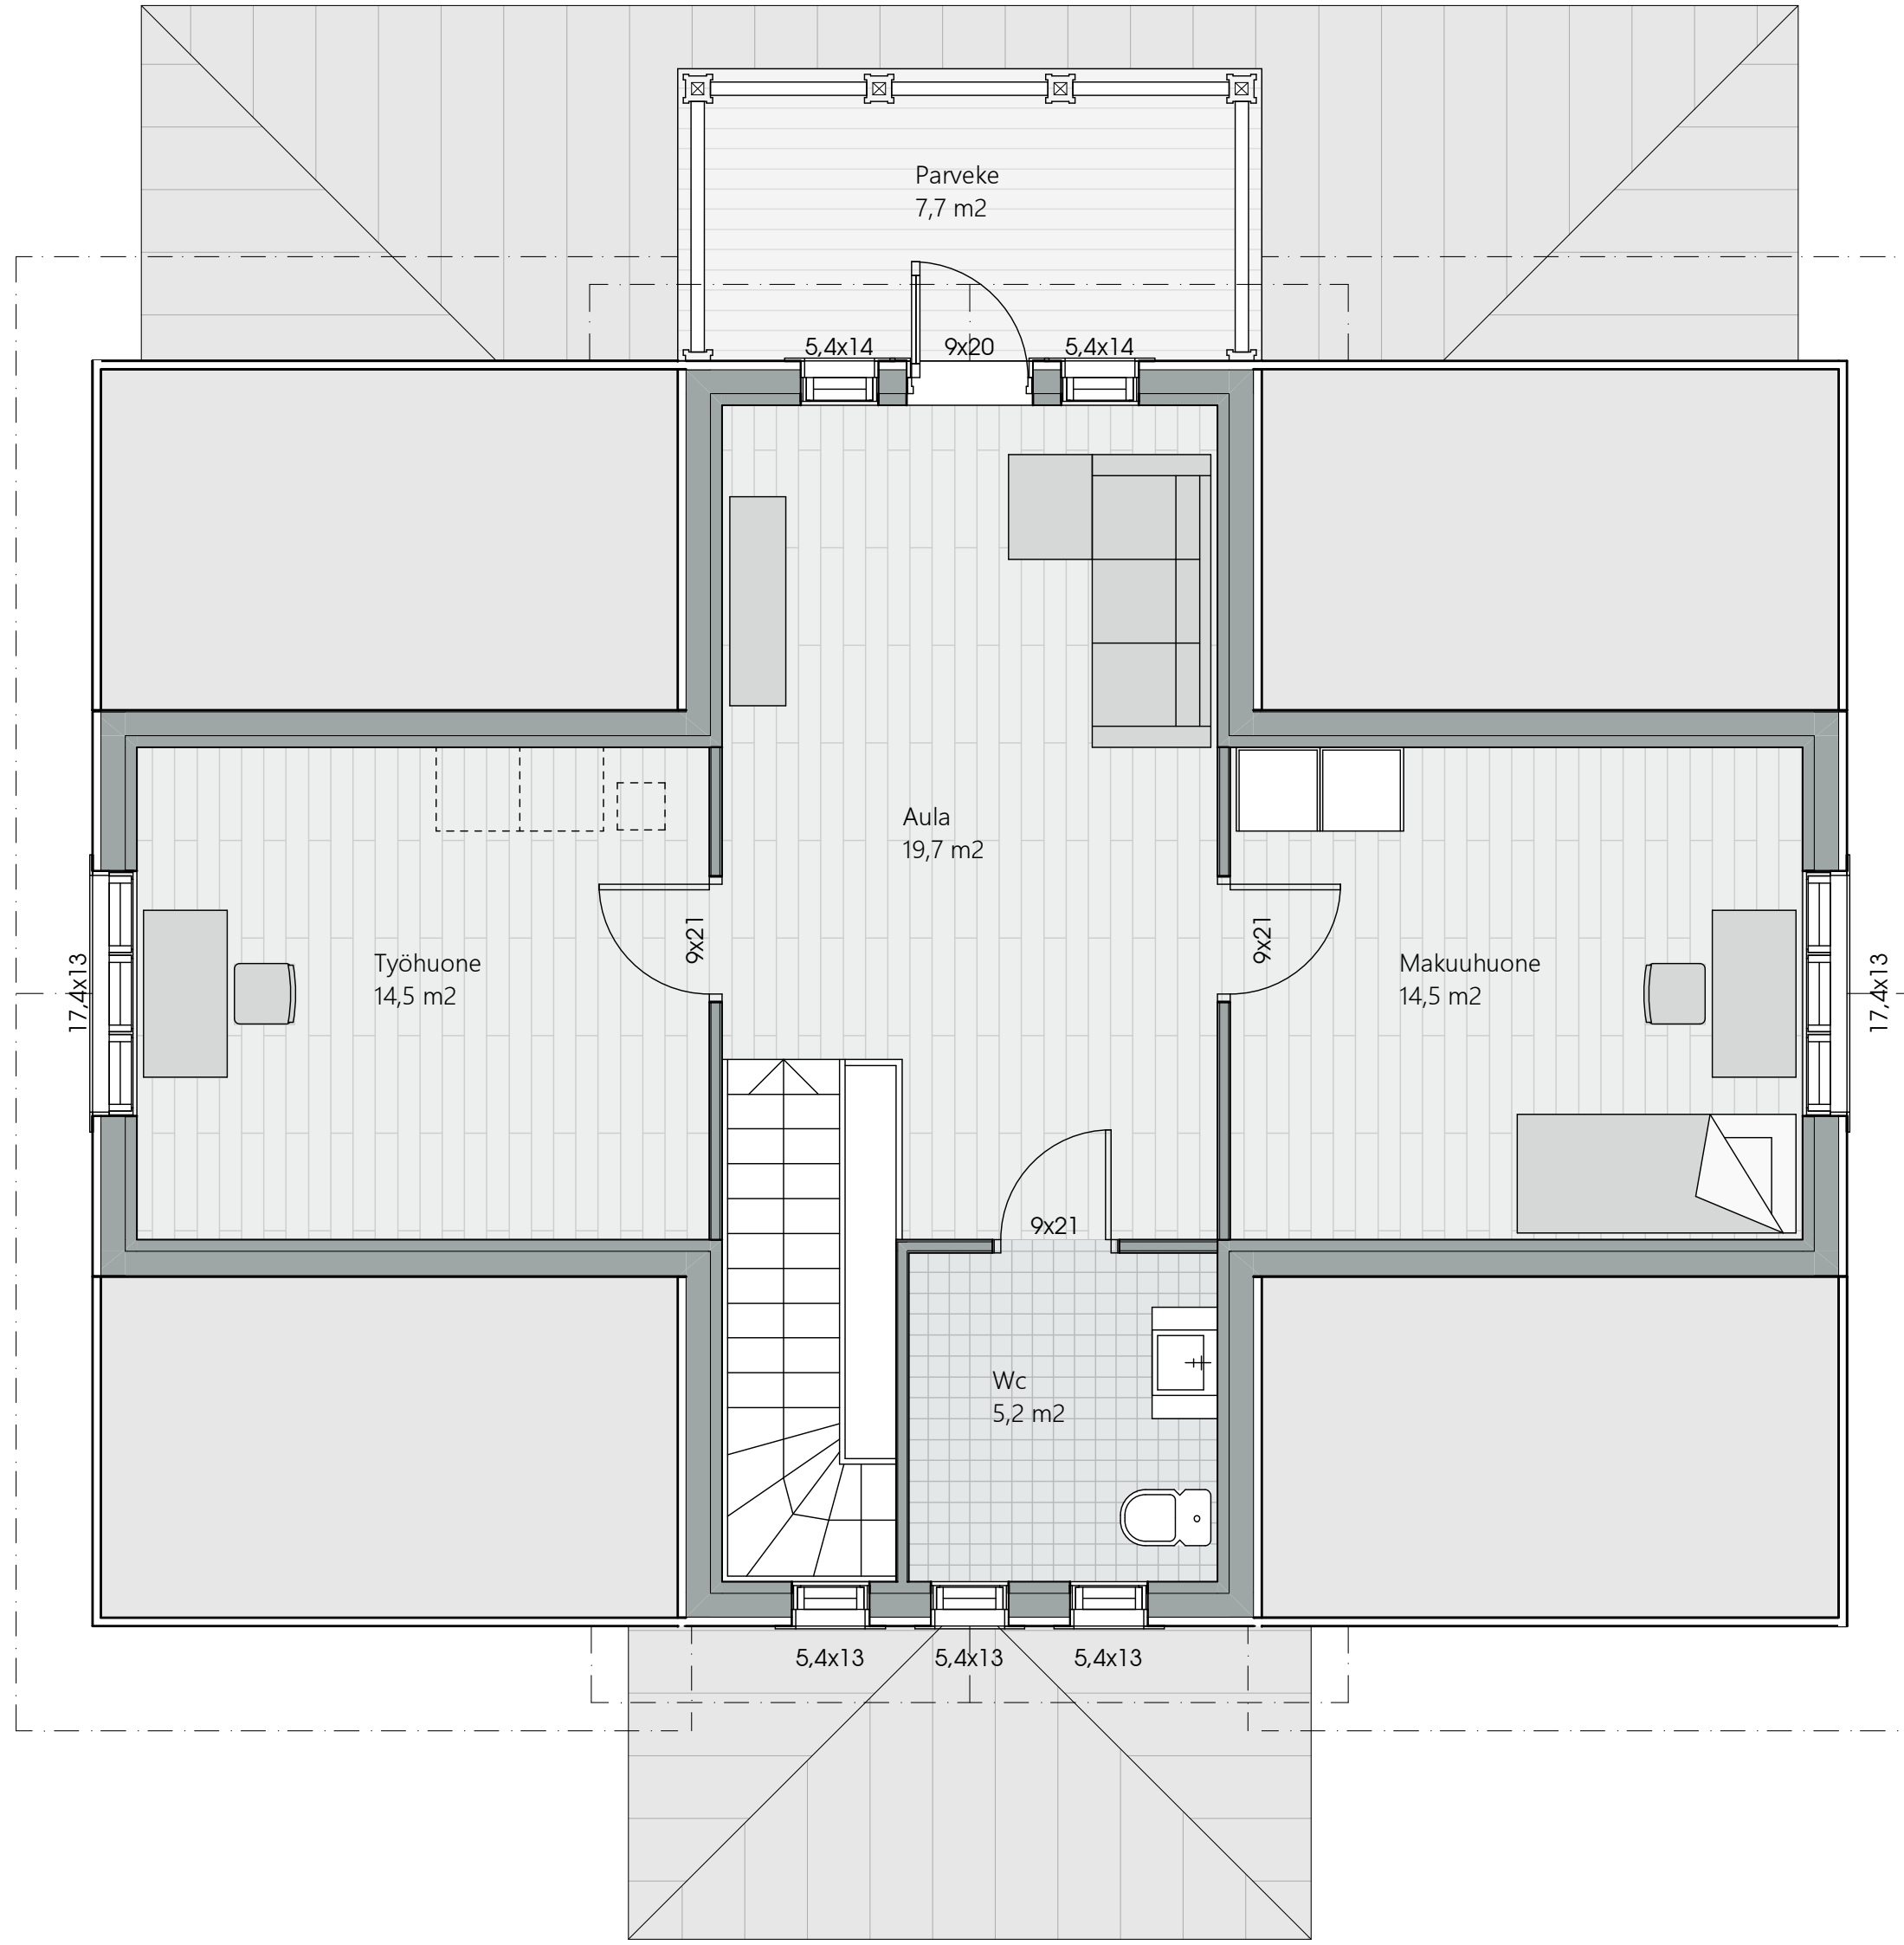 Parveke
7,7 m2
5,4x14
9x20
5,4x14
Aula
19,7 m2
9x21
9x21
Työhuone
14,5 m2
Makuuhuone
14,5 m2
17,4x13
17,4x13
9x21
Wc
5,2 m2
5,4x13
5,4x13
5,4x13